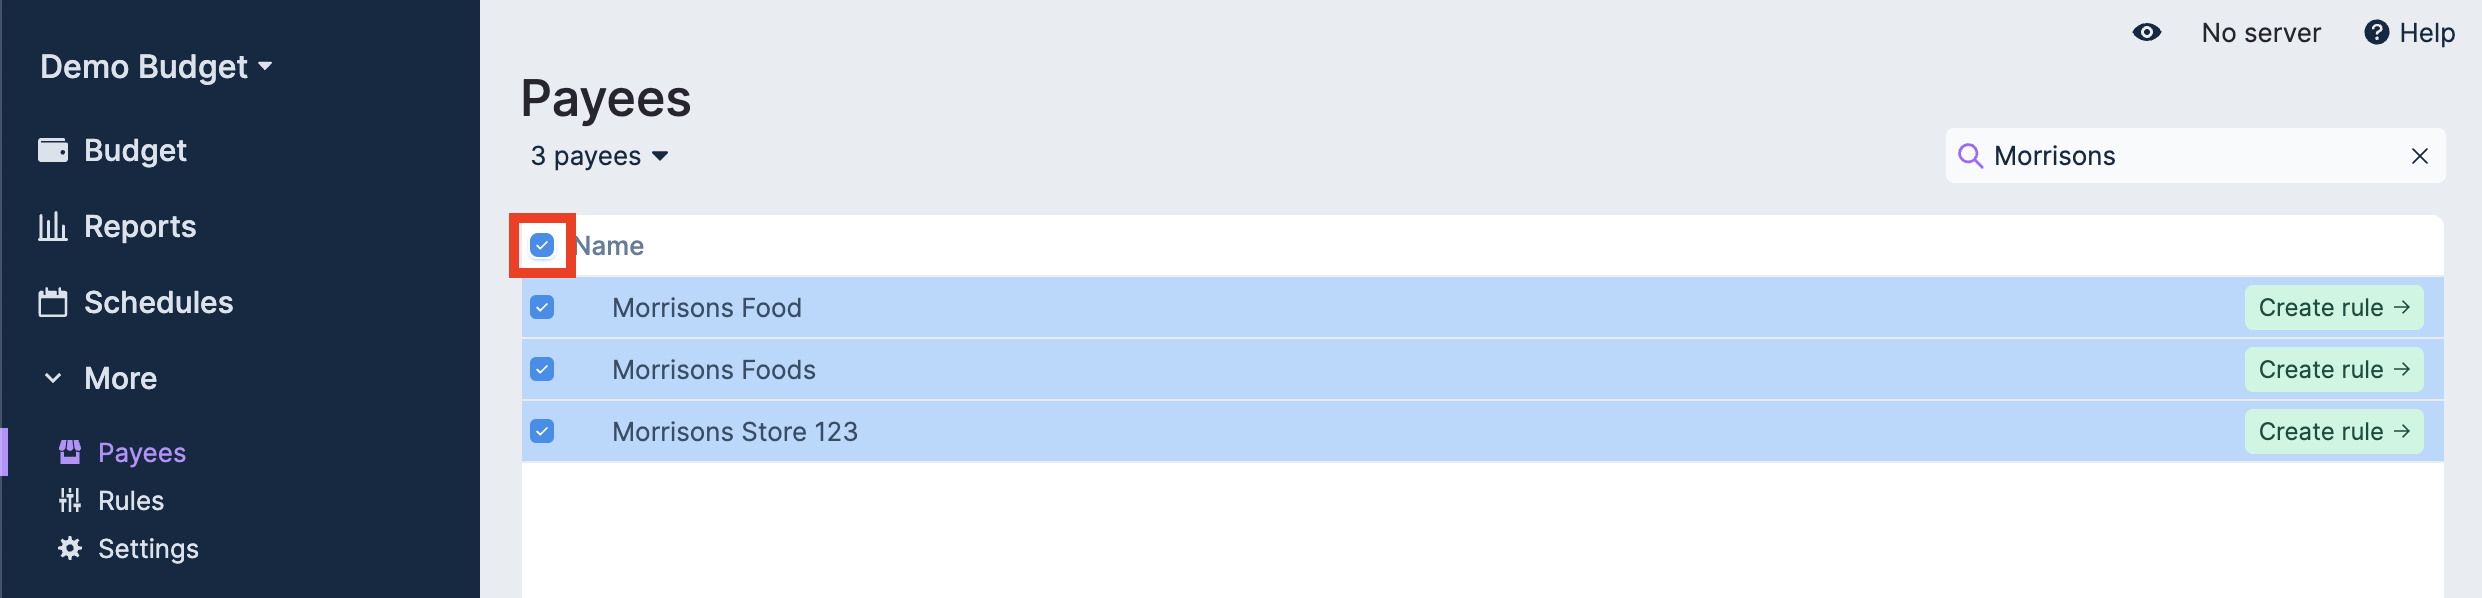 Demo Budget
Budget
Reports
Schedules
More
Payees
Rules
Settings
No server
? Help
Payees
3 payees
Morrisons
Name
Morrisons Food
Create rule →
Morrisons Foods
Create rule →
Morrisons Store 123
Create rule →